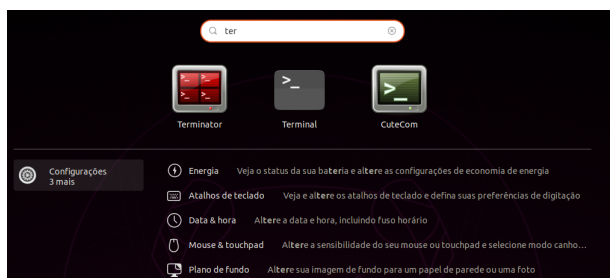 ter
Terminator Terminal CuteCom
Configurações
3 mais
Energia Veja o status da sua bateria e altere as configurações de economia de energia
Atalhos de teclado Veja e altere os atalhos de teclado e defina suas preferências de digitação
Data & hora Altere a data e hora, incluindo fuso horário
Mouse & touchpad Altere a sensibilidade do seu mouse ou touchpad e selecione modo canho…
Plano de fundo Altere sua imagem de fundo para um papel de parede ou uma foto